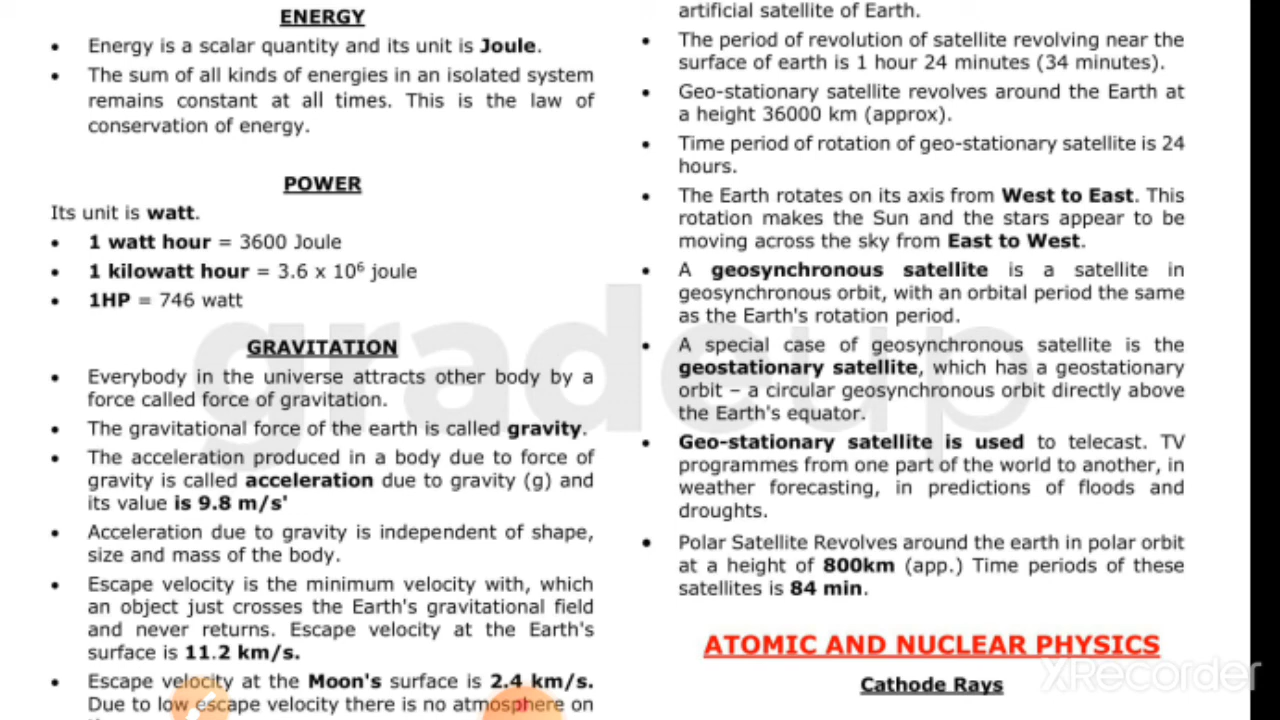 ENERGY
• Energy is a scalar quantity and its unit is Joule.
• The sum of all kinds of energies in an isolated system
remains constant at all times. This is the law of
conservation of energy.
POWER
Its unit is watt.
• 1 watt hour = 3600 Joule
• 1 kilowatt hour = 3.6 x 10⁶ joule
• 1HP = 746 watt
GRAVITATION
• Everybody in the universe attracts other body by a
force called force of gravitation.
• The gravitational force of the earth is called gravity.
• The acceleration produced in a body due to force of
gravity is called acceleration due to gravity (g) and
its value is 9.8 m/s'
• Acceleration due to gravity is independent of shape,
size and mass of the body.
• Escape velocity is the minimum velocity with, which
an object just crosses the Earth's gravitational field
and never returns. Escape velocity at the Earth's
surface is 11.2 km/s.
• Escape velocity at the Moon's surface is 2.4 km/s.
Due to low escape velocity there is no atmosphere on
artificial satellite of Earth.
• The period of revolution of satellite revolving near the
surface of earth is 1 hour 24 minutes (34 minutes).
• Geo-stationary satellite revolves around the Earth at
a height 36000 km (approx).
• Time period of rotation of geo-stationary satellite is 24
hours.
• The Earth rotates on its axis from West to East. This
rotation makes the Sun and the stars appear to be
moving across the sky from East to West.
• A geosynchronous satellite is a satellite in
geosynchronous orbit, with an orbital period the same
as the Earth's rotation period.
• A special case of geosynchronous satellite is the
geostationary satellite, which has a geostationary
orbit – a circular geosynchronous orbit directly above
the Earth's equator.
• Geo-stationary satellite is used to telecast. TV
programmes from one part of the world to another, in
weather forecasting, in predictions of floods and
droughts.
• Polar Satellite Revolves around the earth in polar orbit
at a height of 800km (app.) Time periods of these
satellites is 84 min.
ATOMIC AND NUCLEAR PHYSICS
Cathode Rays
gradeup
XRecorder